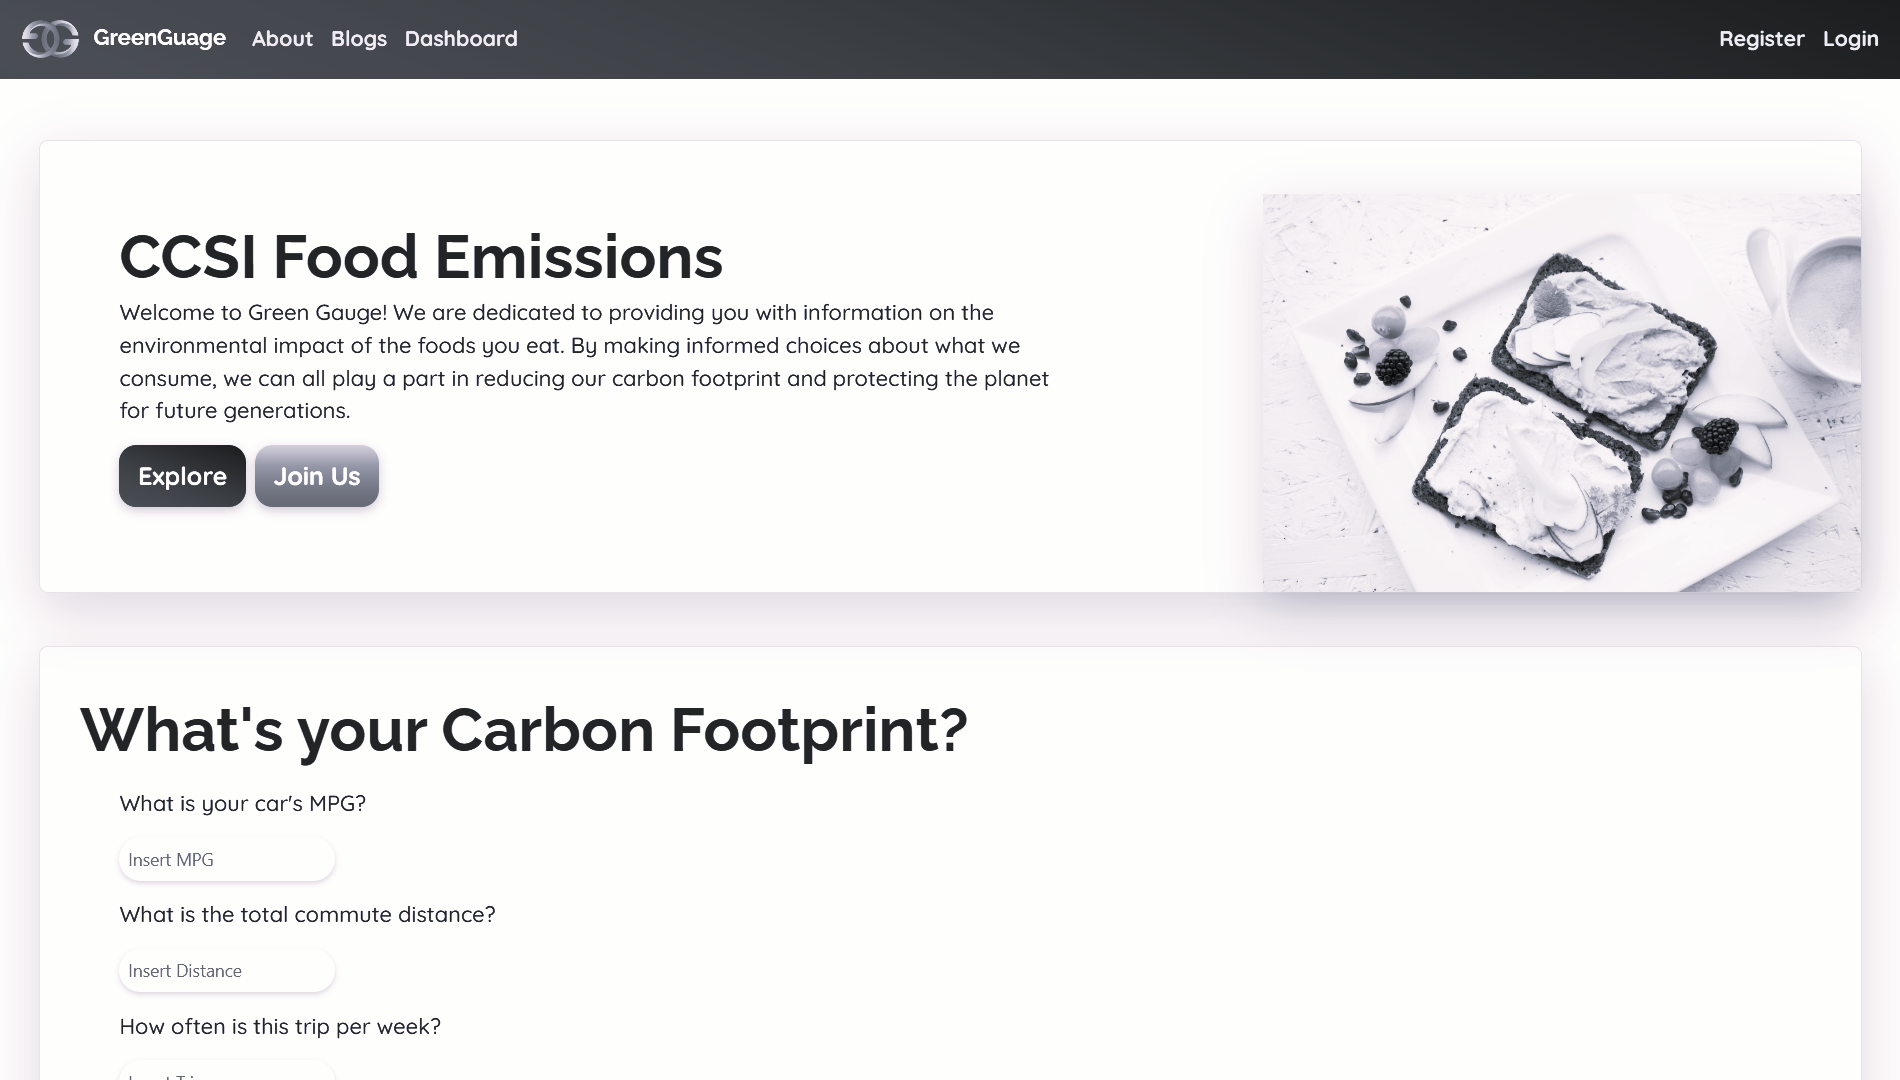 GreenGuage
About
Blogs
Dashboard
Register
Login
CCSI Food Emissions
Welcome to Green Gauge! We are dedicated to providing you with information on the
environmental impact of the foods you eat. By making informed choices about what we
consume, we can all play a part in reducing our carbon footprint and protecting the planet
for future generations.
Explore
Join Us
What's your Carbon Footprint?
What is your car's MPG?
Insert MPG
What is the total commute distance?
Insert Distance
How often is this trip per week?